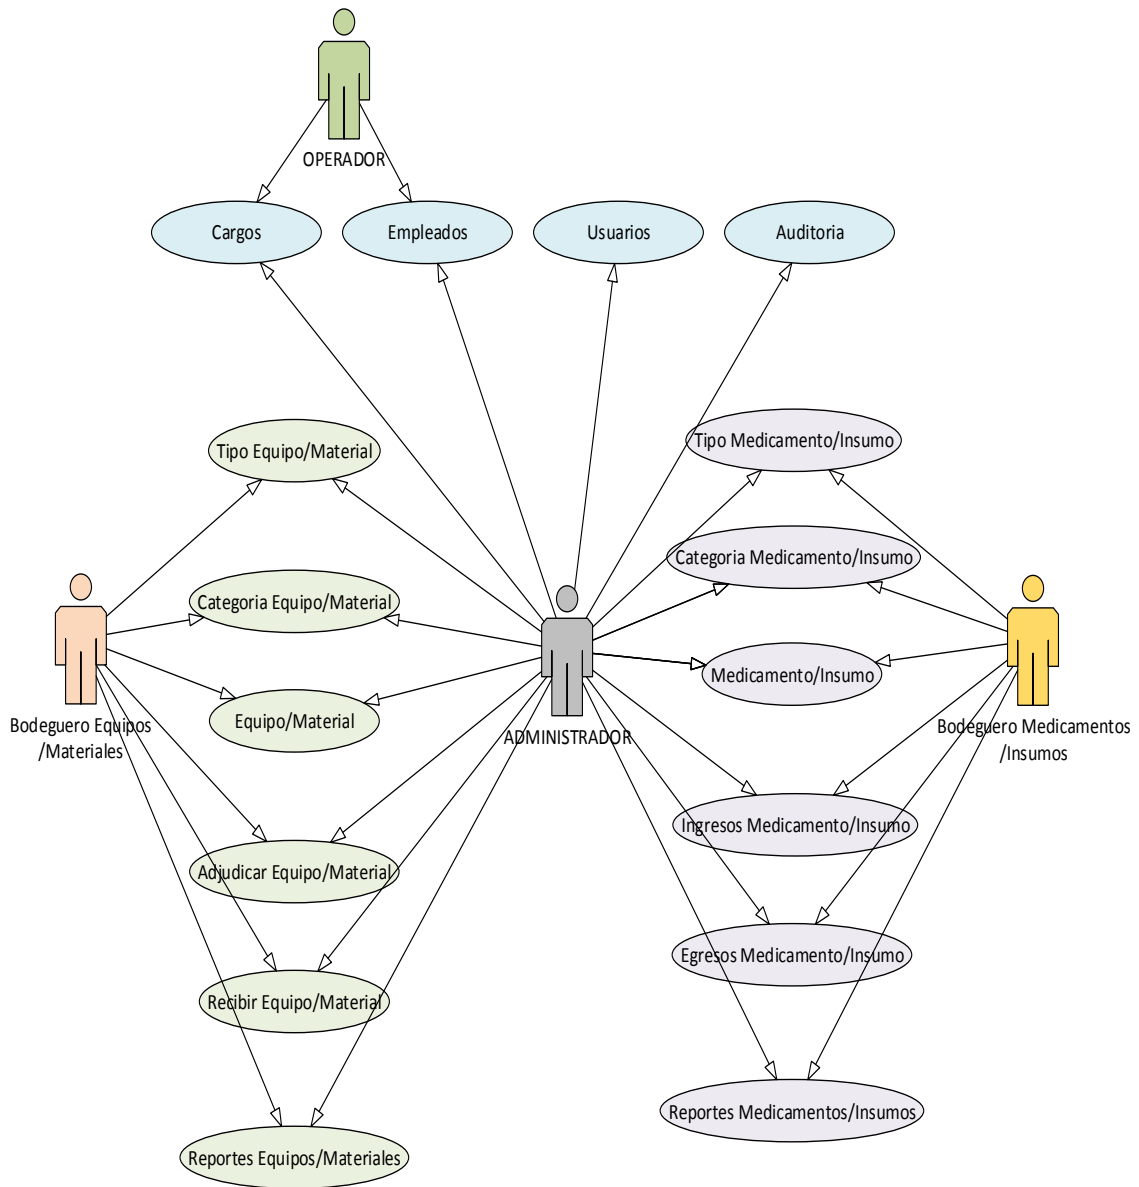 OPERADOR
Cargos
Empleados
Usuarios
Auditoria
Tipo Equipo/Material
Tipo Medicamento/Insumo
Categoria Equipo/Material
Categoria Medicamento/Insumo
Equipo/Material
Medicamento/Insumo
Bodeguero Equipos
/Materiales
ADMINISTRADOR
Bodeguero Medicamentos
/Insumos
Adjudicar Equipo/Material
Ingresos Medicamento/Insumo
Recibir Equipo/Material
Egresos Medicamento/Insumo
Reportes Equipos/Materiales
Reportes Medicamentos/Insumos